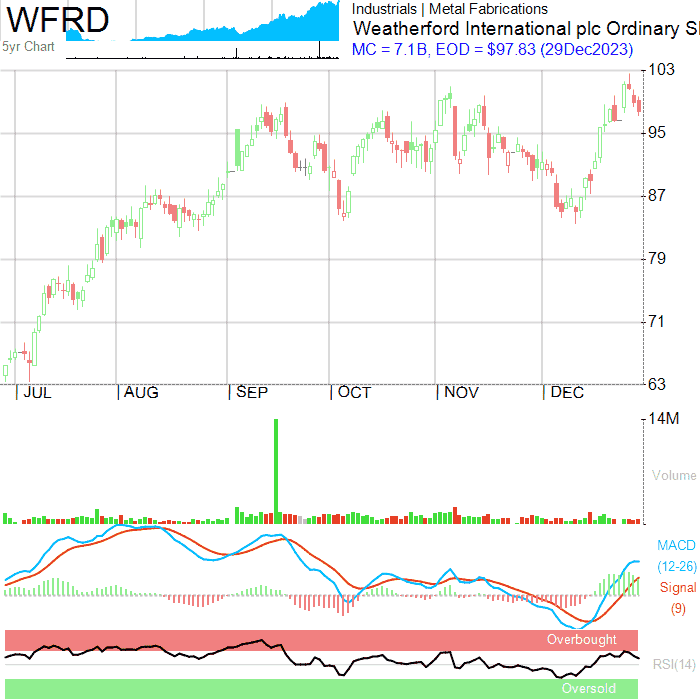 WFRD
5yr Chart
Industrials | Metal Fabrications
Weatherford International plc Ordinary S
MC = 7.1B, EOD = $97.83 (29Dec2023)
103
95
87
79
71
63
JUL
AUG
SEP
OCT
NOV
DEC
14M
Volume
MACD
(12-26)
Signal
(9)
Overbought
RSI(14)
Oversold